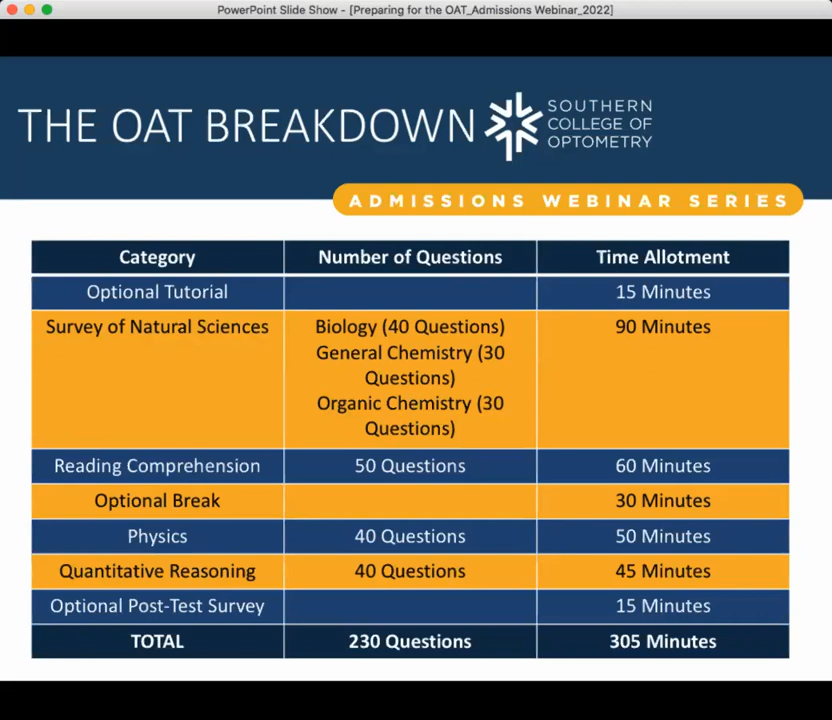 PowerPoint Slide Show - [Preparing for the OAT_Admissions Webinar_2022]
THE OAT BREAKDOWN
SOUTHERN
COLLEGE OF
OPTOMETRY
ADMISSIONS WEBINAR SERIES
Category Number of Questions Time Allotment
Optional Tutorial 15 Minutes
Survey of Natural Sciences Biology (40 Questions) 90 Minutes
General Chemistry (30
Questions)
Organic Chemistry (30
Questions)
Reading Comprehension 50 Questions 60 Minutes
Optional Break 30 Minutes
Physics 40 Questions 50 Minutes
Quantitative Reasoning 40 Questions 45 Minutes
Optional Post-Test Survey 15 Minutes
TOTAL 230 Questions 305 Minutes